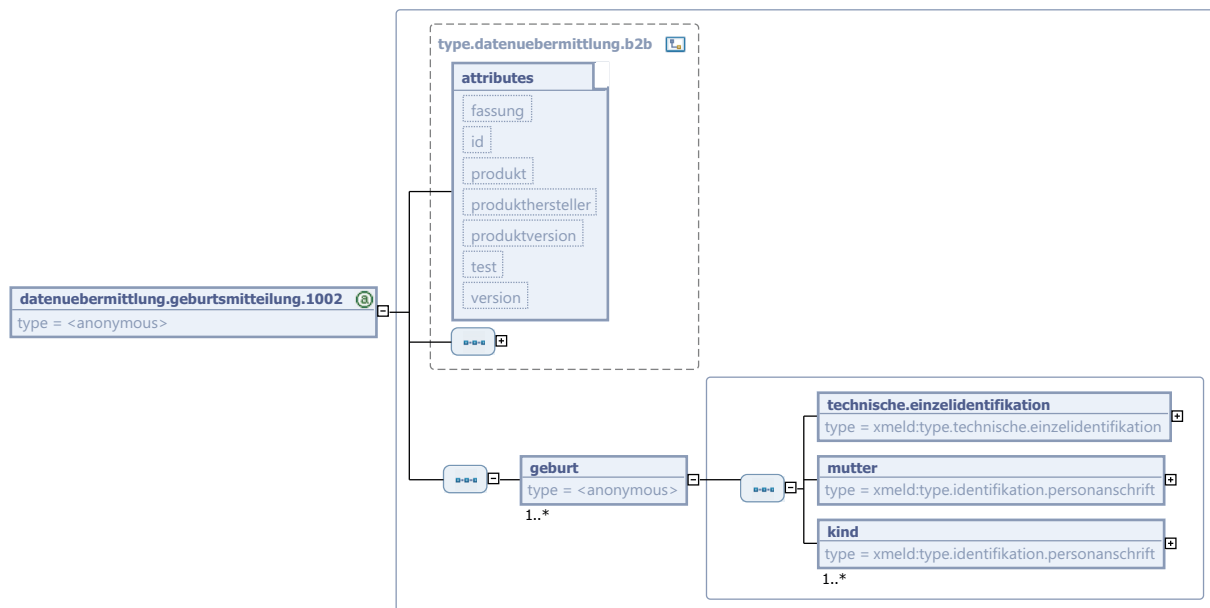 type.datenuebermittlung.b2b
attributes
fassung
id
produkt
produkthersteller
produktversion
test
version
datenuebermittlung.geburtsmitteilung.1002 a
type = <anonymous>
geburt
type = <anonymous>
1..*
technische.einzelidentifikation
type = xmeld:type.technische.einzelidentifikation
mutter
type = xmeld:type.identifikation.personanschrift
kind
type = xmeld:type.identifikation.personanschrift
1..*